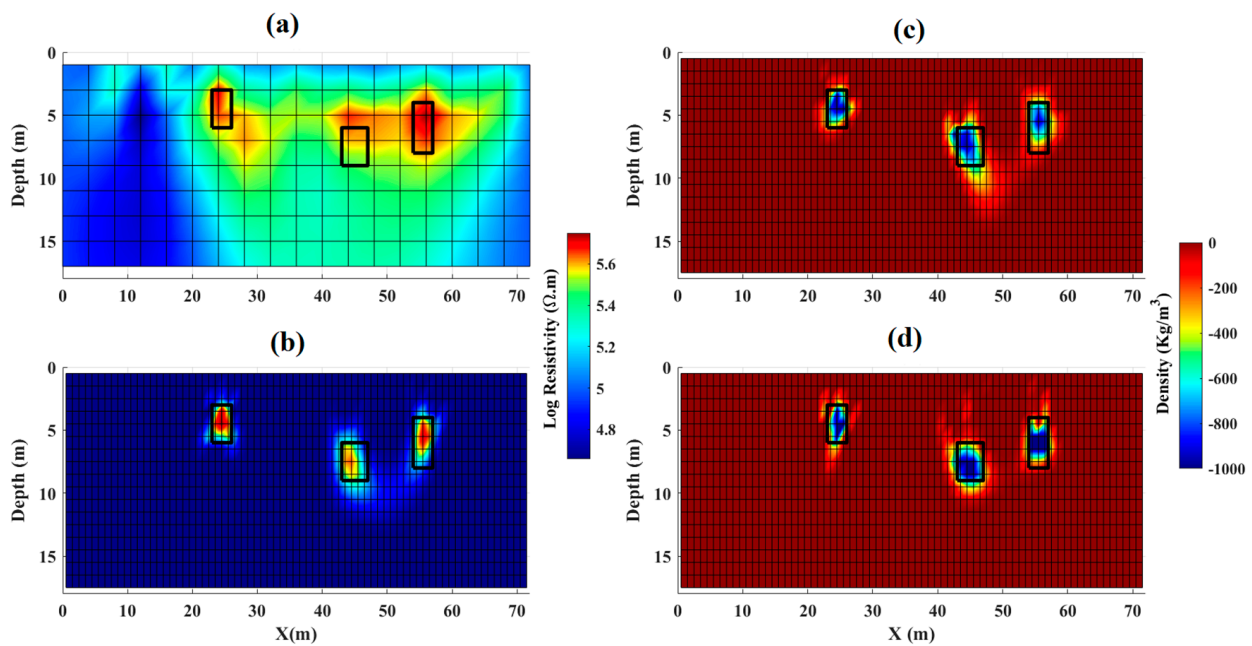 (a)
0
5
10
15
Depth (m)
0 10 20 30 40 50 60 70
(c)
0
5
10
15
Depth (m)
0 10 20 30 40 50 60 70
5.6
5.4
5.2
5
4.8
Log Resistivity (Ω.m)
0
-200
-400
-600
-800
-1000
Density (Kg/m³)
(b)
0
5
10
15
Depth (m)
0 10 20 30 40 50 60 70
X(m)
(d)
0
5
10
15
Depth (m)
0 10 20 30 40 50 60 70
X (m)